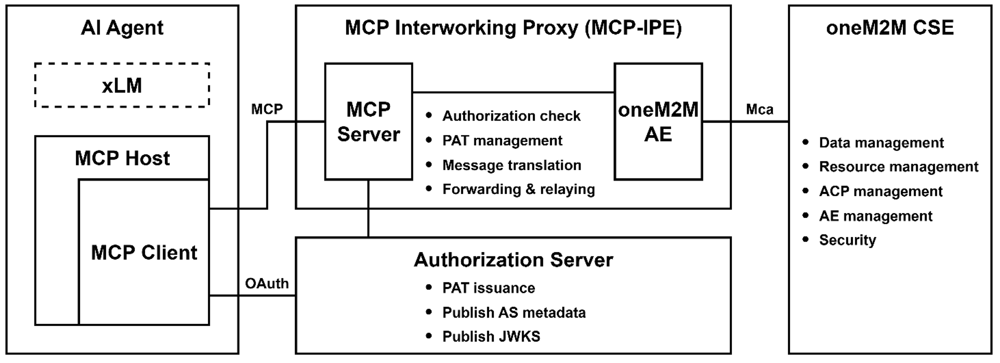 AI Agent
xLM
MCP Host
MCP Client
MCP
OAuth
MCP Interworking Proxy (MCP-IPE)
MCP
Server
• Authorization check
• PAT management
• Message translation
• Forwarding & relaying
oneM2M
AE
Authorization Server
• PAT issuance
• Publish AS metadata
• Publish JWKS
Mca
oneM2M CSE
• Data management
• Resource management
• ACP management
• AE management
• Security